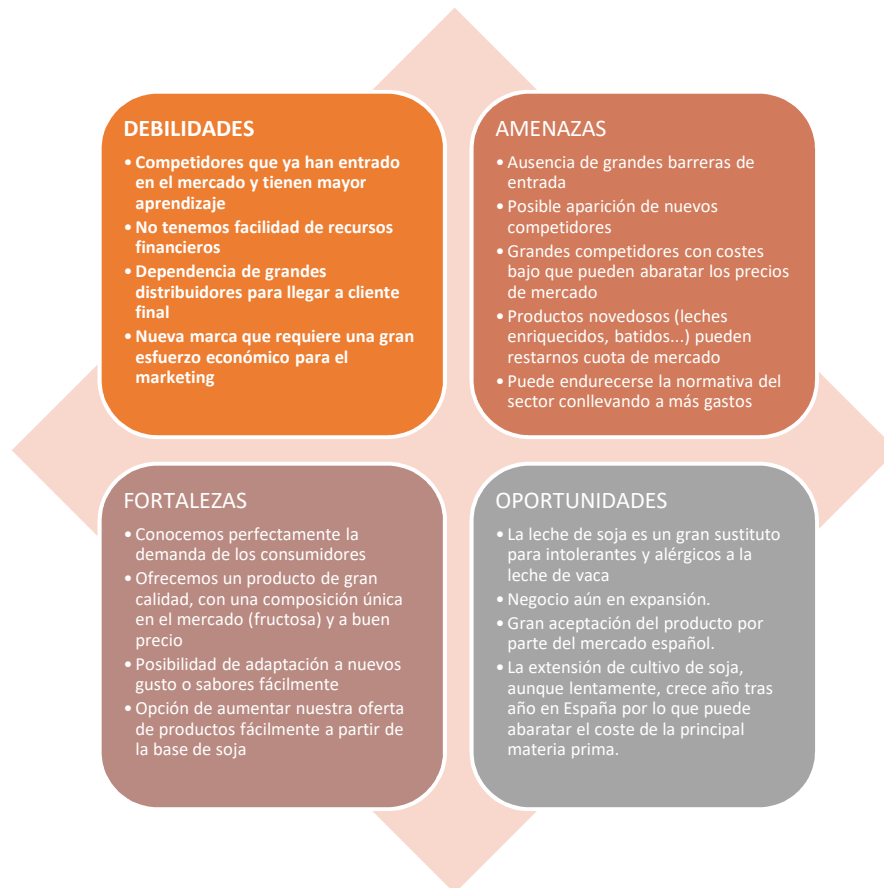 DEBILIDADES
• Competidores que ya han entrado
en el mercado y tienen mayor
aprendizaje
• No tenemos facilidad de recursos
financieros
• Dependencia de grandes
distribuidores para llegar a cliente
final
• Nueva marca que requiere una gran
esfuerzo económico para el
marketing
AMENAZAS
• Ausencia de grandes barreras de
entrada
• Posible aparición de nuevos
competidores
• Grandes competidores con costes
bajo que pueden abaratar los precios
de mercado
• Productos novedosos (leches
enriquecidos, batidos...) pueden
restarnos cuota de mercado
• Puede endurecerse la normativa del
sector conllevando a más gastos
FORTALEZAS
• Conocemos perfectamente la
demanda de los consumidores
• Ofrecemos un producto de gran
calidad, con una composición única
en el mercado (fructosa) y a buen
precio
• Posibilidad de adaptación a nuevos
gusto o sabores fácilmente
• Opción de aumentar nuestra oferta
de productos fácilmente a partir de
la base de soja
OPORTUNIDADES
• La leche de soja es un gran sustituto
para intolerantes y alérgicos a la
leche de vaca
• Negocio aún en expansión.
• Gran aceptación del producto por
parte del mercado español.
• La extensión de cultivo de soja,
aunque lentamente, crece año tras
año en España por lo que puede
abaratar el coste de la principal
materia prima.